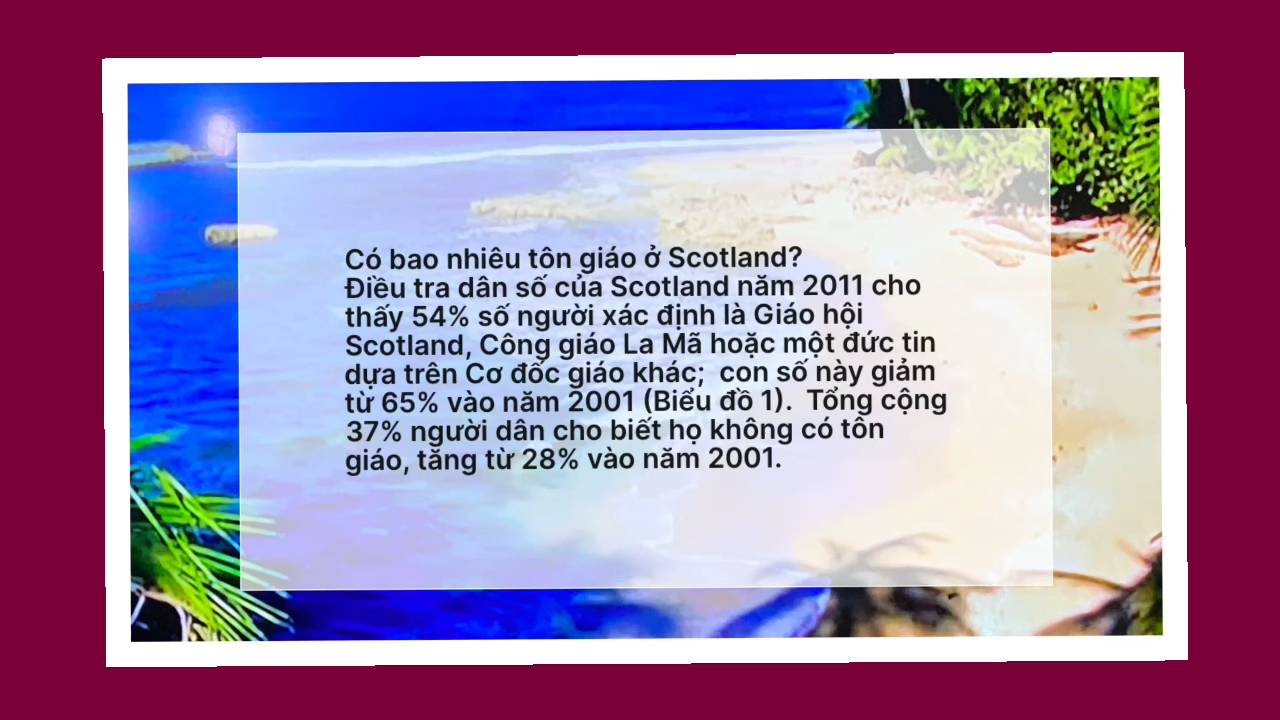 Có bao nhiêu tôn giáo ở Scotland?
Điều tra dân số của Scotland năm 2011 cho
thấy 54% số người xác định là Giáo hội
Scotland, Công giáo La Mã hoặc một đức tin
dựa trên Cơ đốc giáo khác;  con số này giảm
từ 65% vào năm 2001 (Biểu đồ 1).  Tổng cộng
37% người dân cho biết họ không có tôn
giáo, tăng từ 28% vào năm 2001.